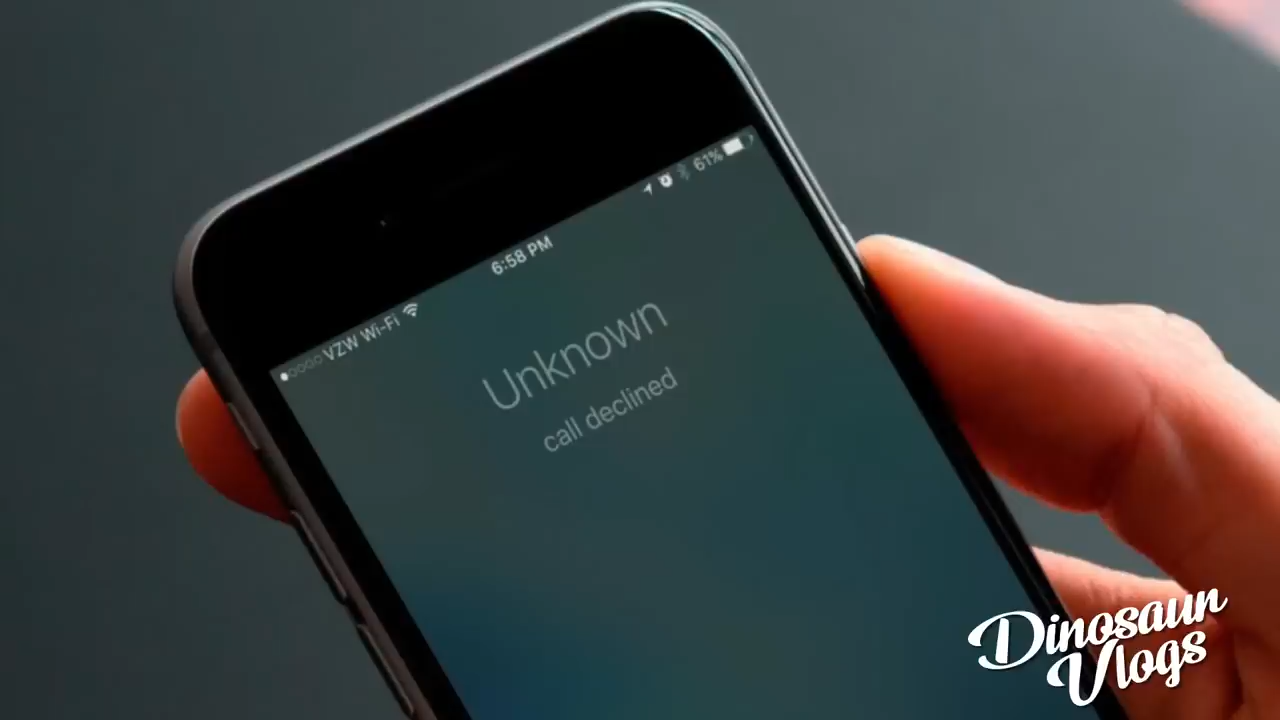 VZW Wi-Fi 6:58 PM 61%
Unknown
call declined
Dinosaur
Vlogs